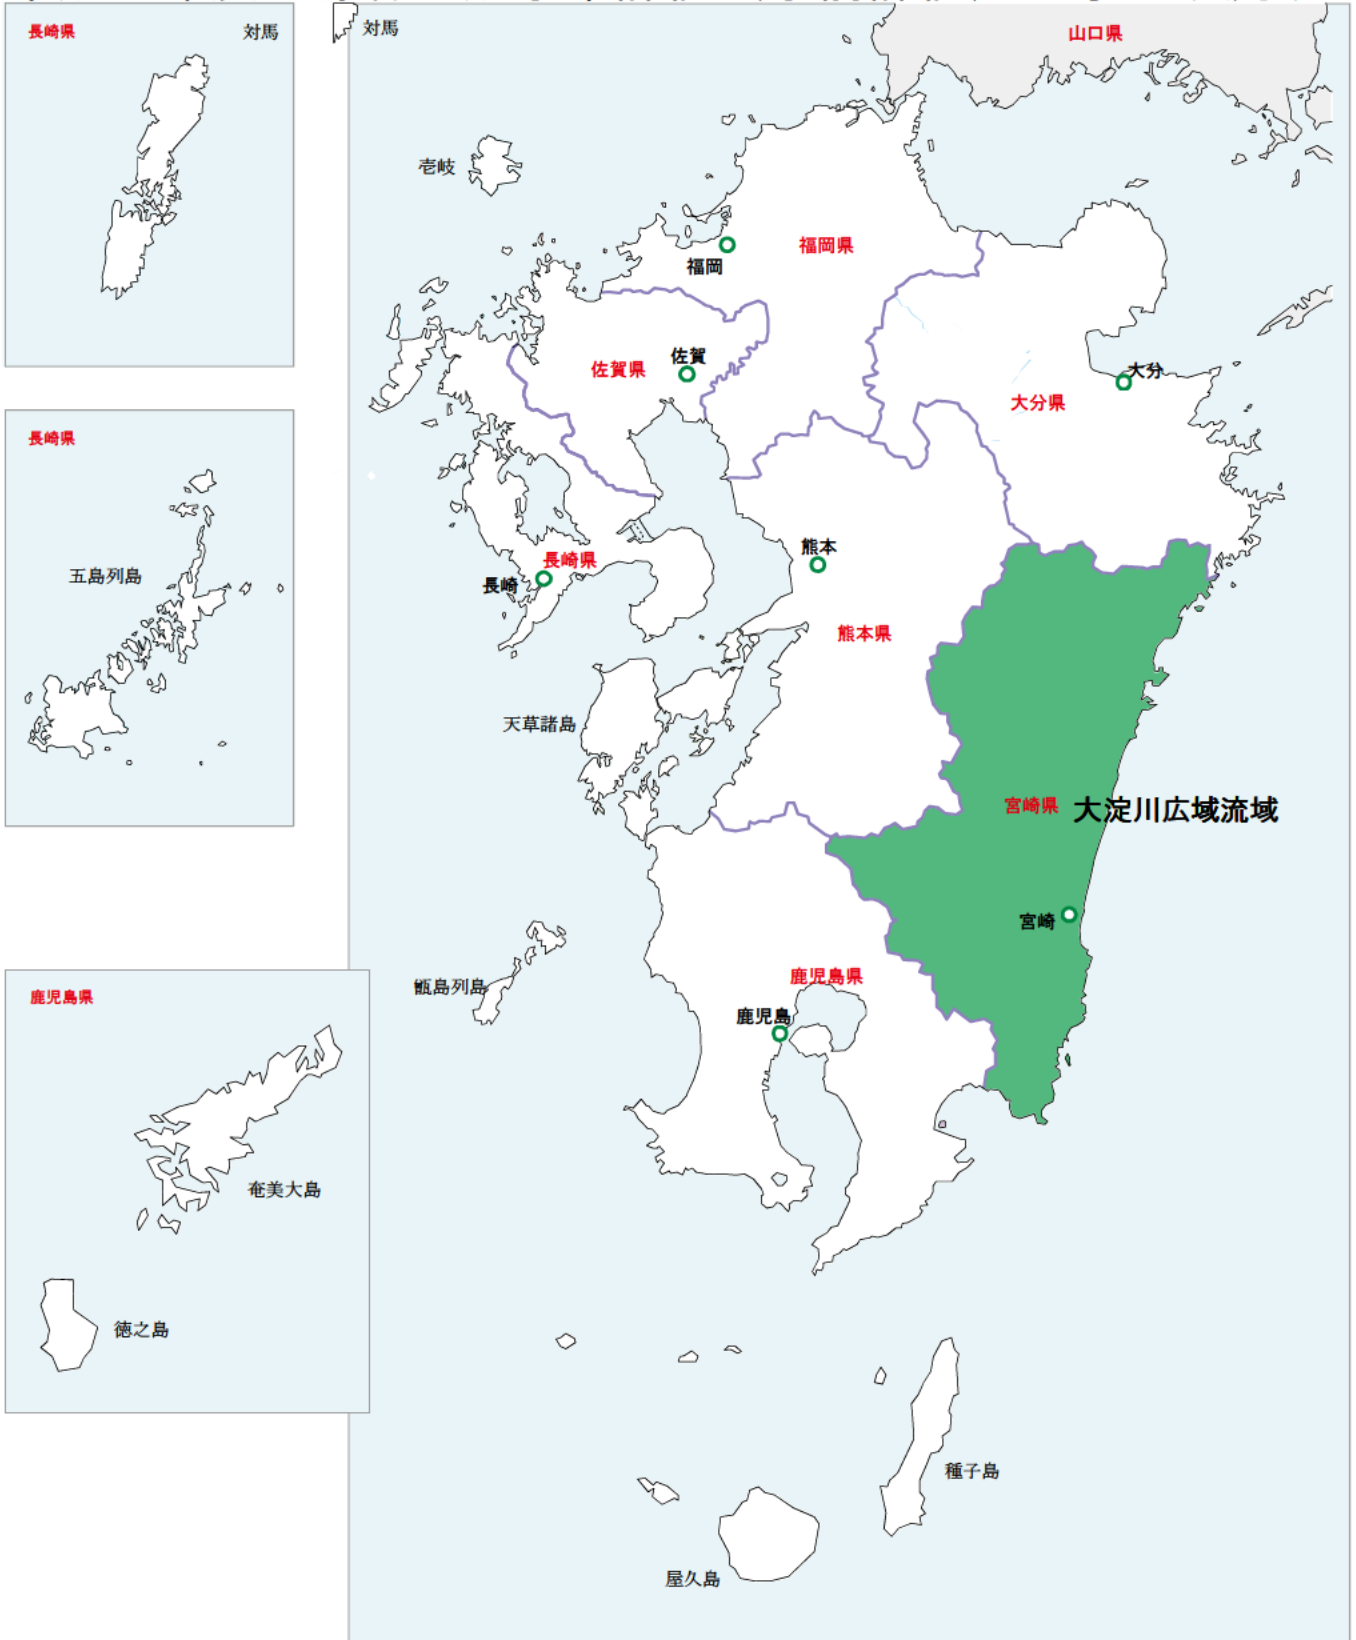 長崎県
対馬
対馬
山口県
壱岐
福岡県
福岡
佐賀
佐賀県
大分
大分県
長崎県
五島列島
熊本
長崎県
長崎
熊本県
天草諸島
宮崎県
大淀川広域流域
宮崎
鹿児島県
甑島列島
鹿児島県
鹿児島
奄美大島
徳之島
種子島
屋久島